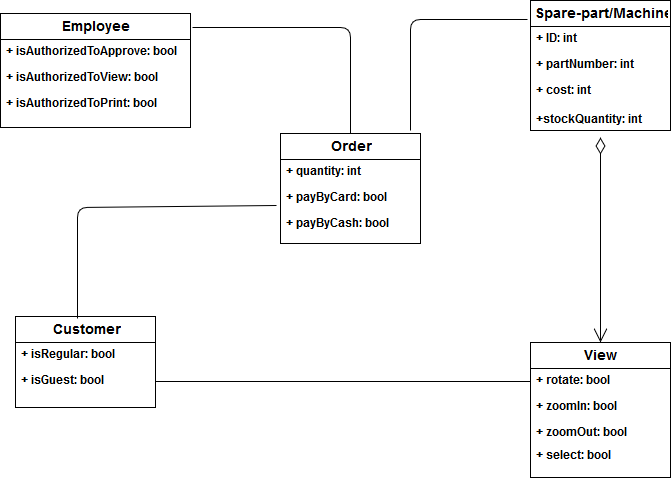 Employee
+ isAuthorizedToApprove: bool
+ isAuthorizedToView: bool
+ isAuthorizedToPrint: bool
Spare-part/Machine
+ ID: int
+ partNumber: int
+ cost: int
+stockQuantity: int
Order
+ quantity: int
+ payByCard: bool
+ payByCash: bool
Customer
+ isRegular: bool
+ isGuest: bool
View
+ rotate: bool
+ zoomIn: bool
+ zoomOut: bool
+ select: bool